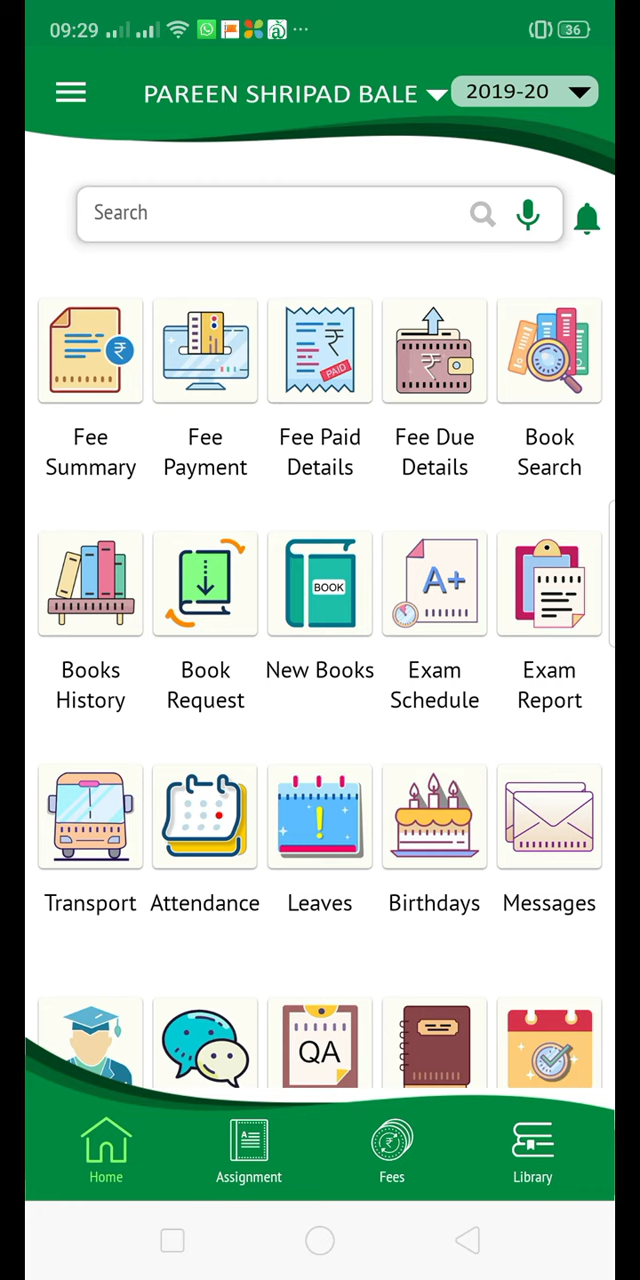 09:29
36
PAREEN SHRIPAD BALE
2019-20
Search
PAID
Fee Summary
Fee Payment
Fee Paid Details
Fee Due Details
Book Search
BOOK
A+
Books History
Book Request
New Books
Exam Schedule
Exam Report
Transport
Attendance
Leaves
Birthdays
Messages
QA
Home
Assignment
Fees
Library